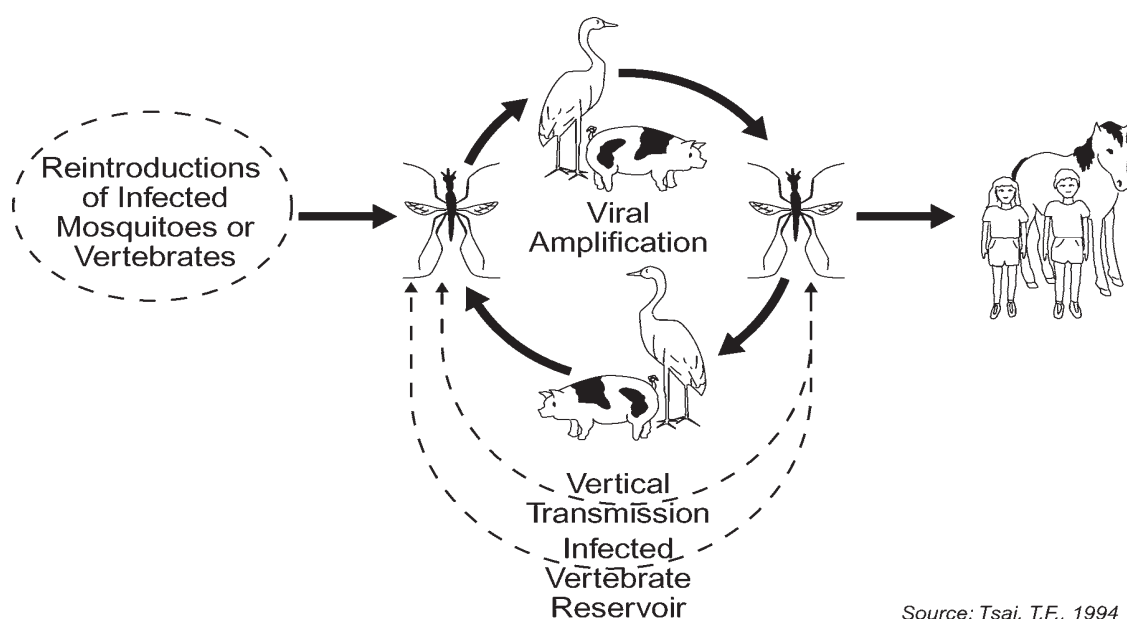 Reintroductions
of Infected
Mosquitoes or
Vertebrates
Viral
Amplification
Vertical
Transmission
Infected
Vertebrate
Reservoir
Source: Tsai, T.F., 1994